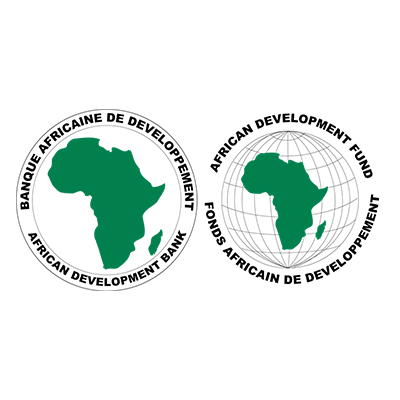 BANQUE AFRICAINE DE DEVELOPPEMENT
AFRICAN DEVELOPMENT BANK
AFRICAN DEVELOPMENT FUND
FONDS AFRICAIN DE DEVELOPPEMENT